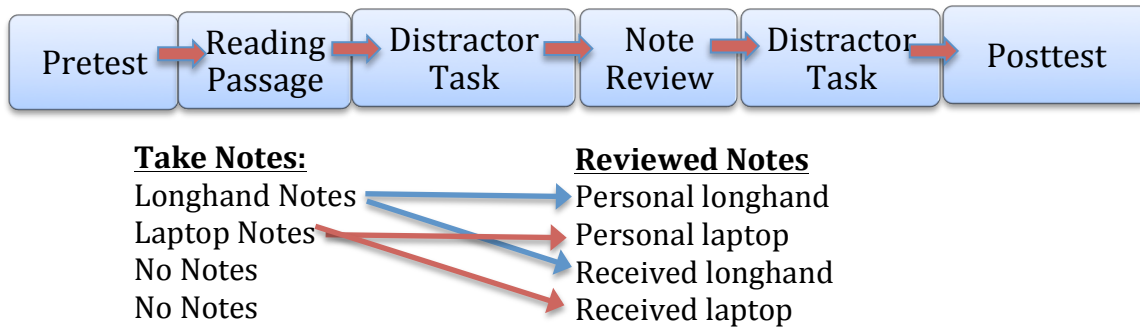 Pretest
Reading
Passage
Distractor
Task
Note
Review
Distractor
Task
Posttest
Take Notes:
Longhand Notes
Laptop Notes
No Notes
No Notes
Reviewed Notes
Personal longhand
Personal laptop
Received longhand
Received laptop